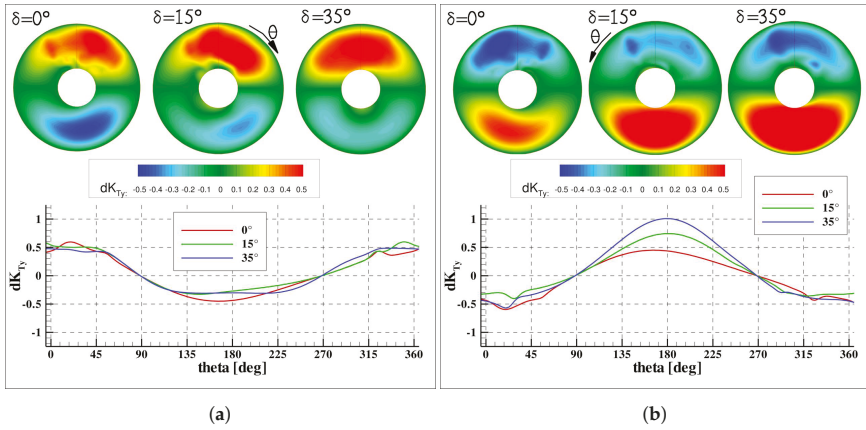 δ=0° δ=15° θ δ=35°
dK_Ty: -0.5 -0.4 -0.3 -0.2 -0.1 0 0.1 0.2 0.3 0.4 0.5
0°
15°
35°
dK_Ty
1
0.5
0
-0.5
-1
0 45 90 135 180 225 270 315 360
theta [deg]
(a)
δ=0° δ=15° θ δ=35°
dK_Ty: -0.5 -0.4 -0.3 -0.2 -0.1 0 0.1 0.2 0.3 0.4 0.5
0°
15°
35°
dK_Ty
1
0.5
0
-0.5
-1
0 45 90 135 180 225 270 315 360
theta [deg]
(b)